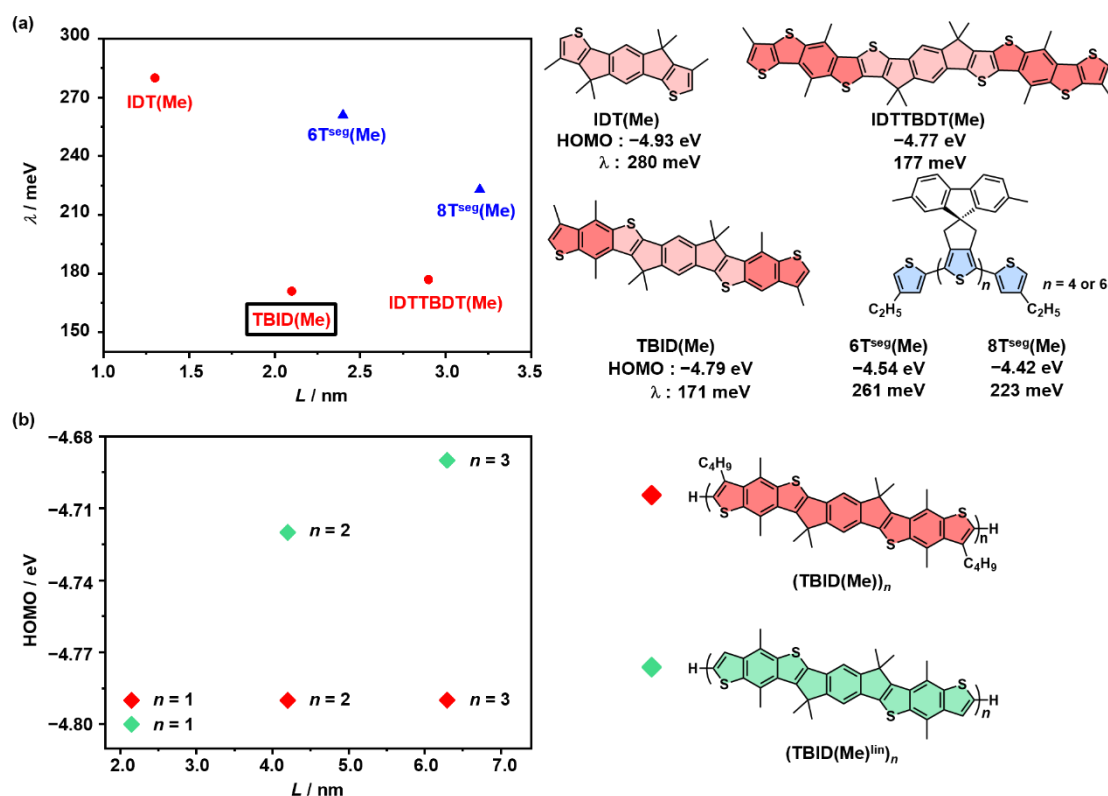 (a)
300
270
240
210
180
150
λ / meV
1.0 1.5 2.0 2.5 3.0 3.5
L / nm
IDT(Me)
6Tseg(Me)
8Tseg(Me)
TBID(Me)
IDTTBDT(Me)
S
S
IDT(Me)
HOMO : −4.93 eV
λ : 280 meV
S S S S
S S S S
IDTTBDT(Me)
−4.77 eV
177 meV
S S
S S
TBID(Me)
HOMO : −4.79 eV
λ : 171 meV
S S S
n
n = 4 or 6
C2H5 C2H5
6Tseg(Me) 8Tseg(Me)
−4.54 eV −4.42 eV
261 meV 223 meV
(b)
−4.68
−4.71
−4.74
−4.77
−4.80
HOMO / eV
2.0 3.0 4.0 5.0 6.0 7.0
L / nm
n = 3
n = 2
n = 1 n = 2 n = 3
n = 1
C4H9
H ( S S S S ) H
n
C4H9
(TBID(Me))n
H ( S S S S ) H
n
(TBID(Me)lin)n